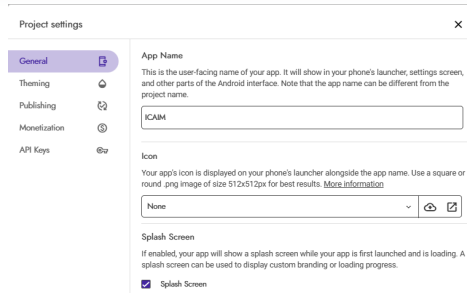 Project settings
General
Theming
Publishing
Monetization
API Keys
App Name
This is the user-facing name of your app. It will show in your phone's launcher, settings screen,
and other parts of the Android interface. Note that the app name can be different from the
project name.
ICAIM
Icon
Your app's icon is displayed on your phone's launcher alongside the app name. Use a square or
round .png image of size 512x512px for best results. More information
None
Splash Screen
If enabled, your app will show a splash screen while your app is first launched and is loading. A
splash screen can be used to display custom branding or loading progress.
Splash Screen